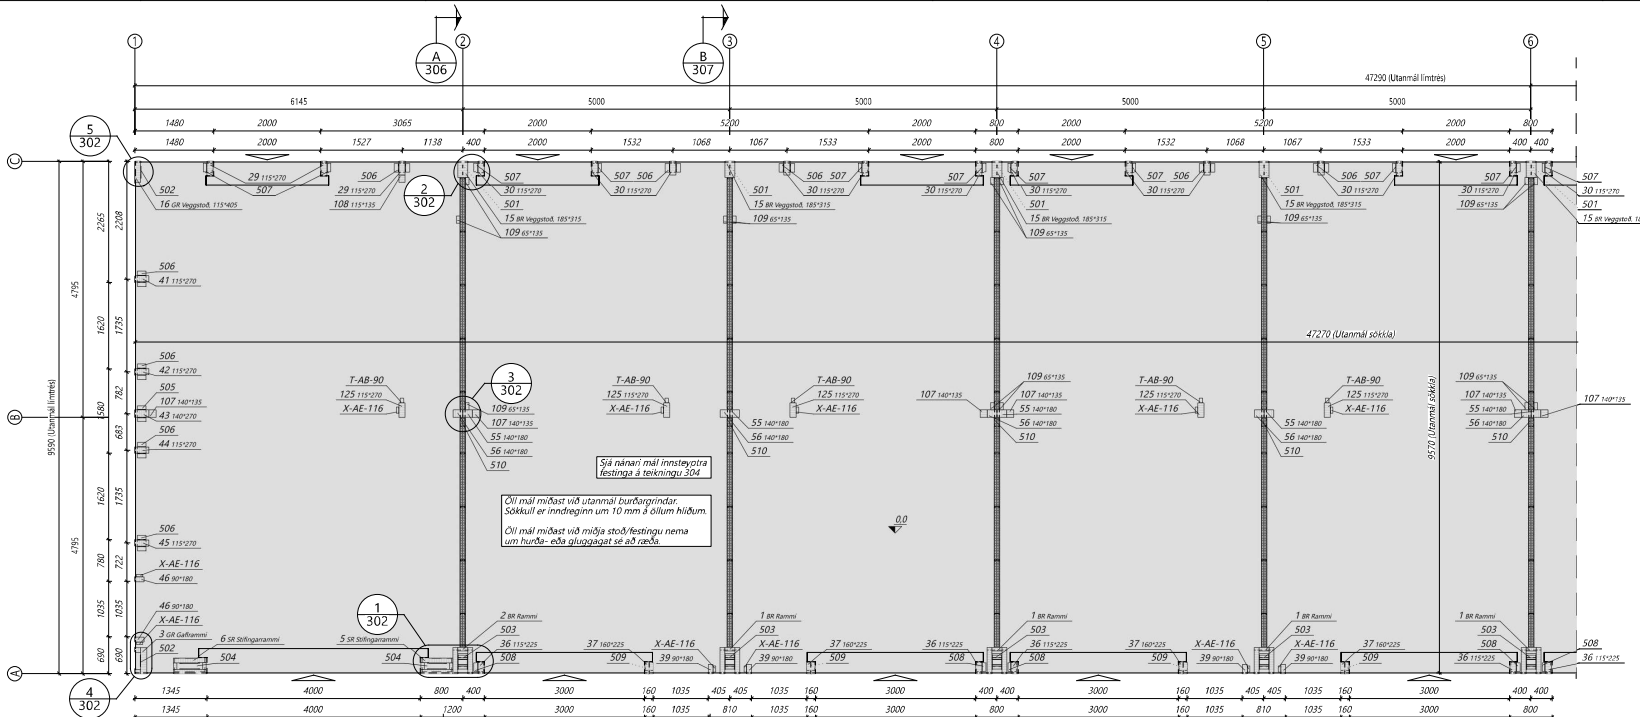 1 2 3 4 5 6
A
306
B
307
47290 (Utanmál límtrés)
6145 5000 5000 5000 5000
1480 2000 3065 2000 5200 2000 800 2000 5200 2000 800
1480 2000 1527 1138 400 2000 1532 1068 1067 1533 2000 800 2000 1532 1068 1067 1533 2000 400 400
5
302
C
502
16 GR Veggstoð, 115*405
29 115*270
507
506
29 115*270
108 115*135
2
302
507
30 115*270
501
15 BR Veggstoð, 185*315
109 65*135
507 506
30 115*270
501
15 BR Veggstoð, 185*315
109 65*135
506 507
30 115*270
30 115*270
507
30 115*270
501
15 BR Veggstoð, 185*315
109 65*135
507 506
30 115*270
501
15 BR Veggstoð, 185*315
109 65*135
506 507
30 115*270
30 115*270
109 65*135
507
30 115*270
501
15 BR Veggstoð, 18
2265 2208
4795
506
41 115*270
1620 1735
47270 (Utanmál sökkla)
506
42 115*270
505
107 140*135
43 140*270
506
44 115*270
782
580
683
B
9590 (Utanmál límtrés)
9570 (Utanmál sökkla)
T-AB-90
125 115*270
X-AE-116
3
302
109 65*135
107 140*135
55 140*180
56 140*180
510
T-AB-90
125 115*270
X-AE-116
55 140*180
56 140*180
510
T-AB-90
125 115*270
X-AE-116
107 140*135
109 65*135
107 140*135
55 140*180
56 140*180
510
T-AB-90
125 115*270
X-AE-116
55 140*180
56 140*180
510
T-AB-90
125 115*270
X-AE-116
109 65*135
107 140*135
55 140*180
56 140*180
510
107 140*135
Sjá nánari mál innsteyptra
festinga á teikningu 304
Öll mál miðast við utanmál burðargrindar.
Sökkull er inndreginn um 10 mm á öllum hliðum.
Öll mál miðast við miðja stoð/festingu nema
um hurða- eða gluggagat sé að ræða.
0,0
1620 1735
4795
506
45 115*270
780 722
X-AE-116
46 90*180
1035 1035
46 90*180
X-AE-116
3 GR Gaflrammi
502
690 690
6 SR Stífingarrammi
504
5 SR Stífingarrammi
504
1
302
2 BR Rammi
503
36 115*225
508
37 160*225
509
X-AE-116
39 90*180
1 BR Rammi
503
X-AE-116
39 90*180
37 160*225
509
36 115*225
508
1 BR Rammi
503
36 115*225
508
37 160*225
509
X-AE-116
39 90*180
1 BR Rammi
503
X-AE-116
39 90*180
37 160*225
509
1 BR Rammi
503
508
36 115*225
508
36 115*225
A
4
302
1345 4000 800 400 3000 160 1035 405 405 1035 160 3000 400 400 3000 160 1035 405 405 1035 160 3000 400 400
1345 4000 1200 3000 160 1035 810 1035 160 3000 800 3000 160 1035 810 1035 160 3000 800